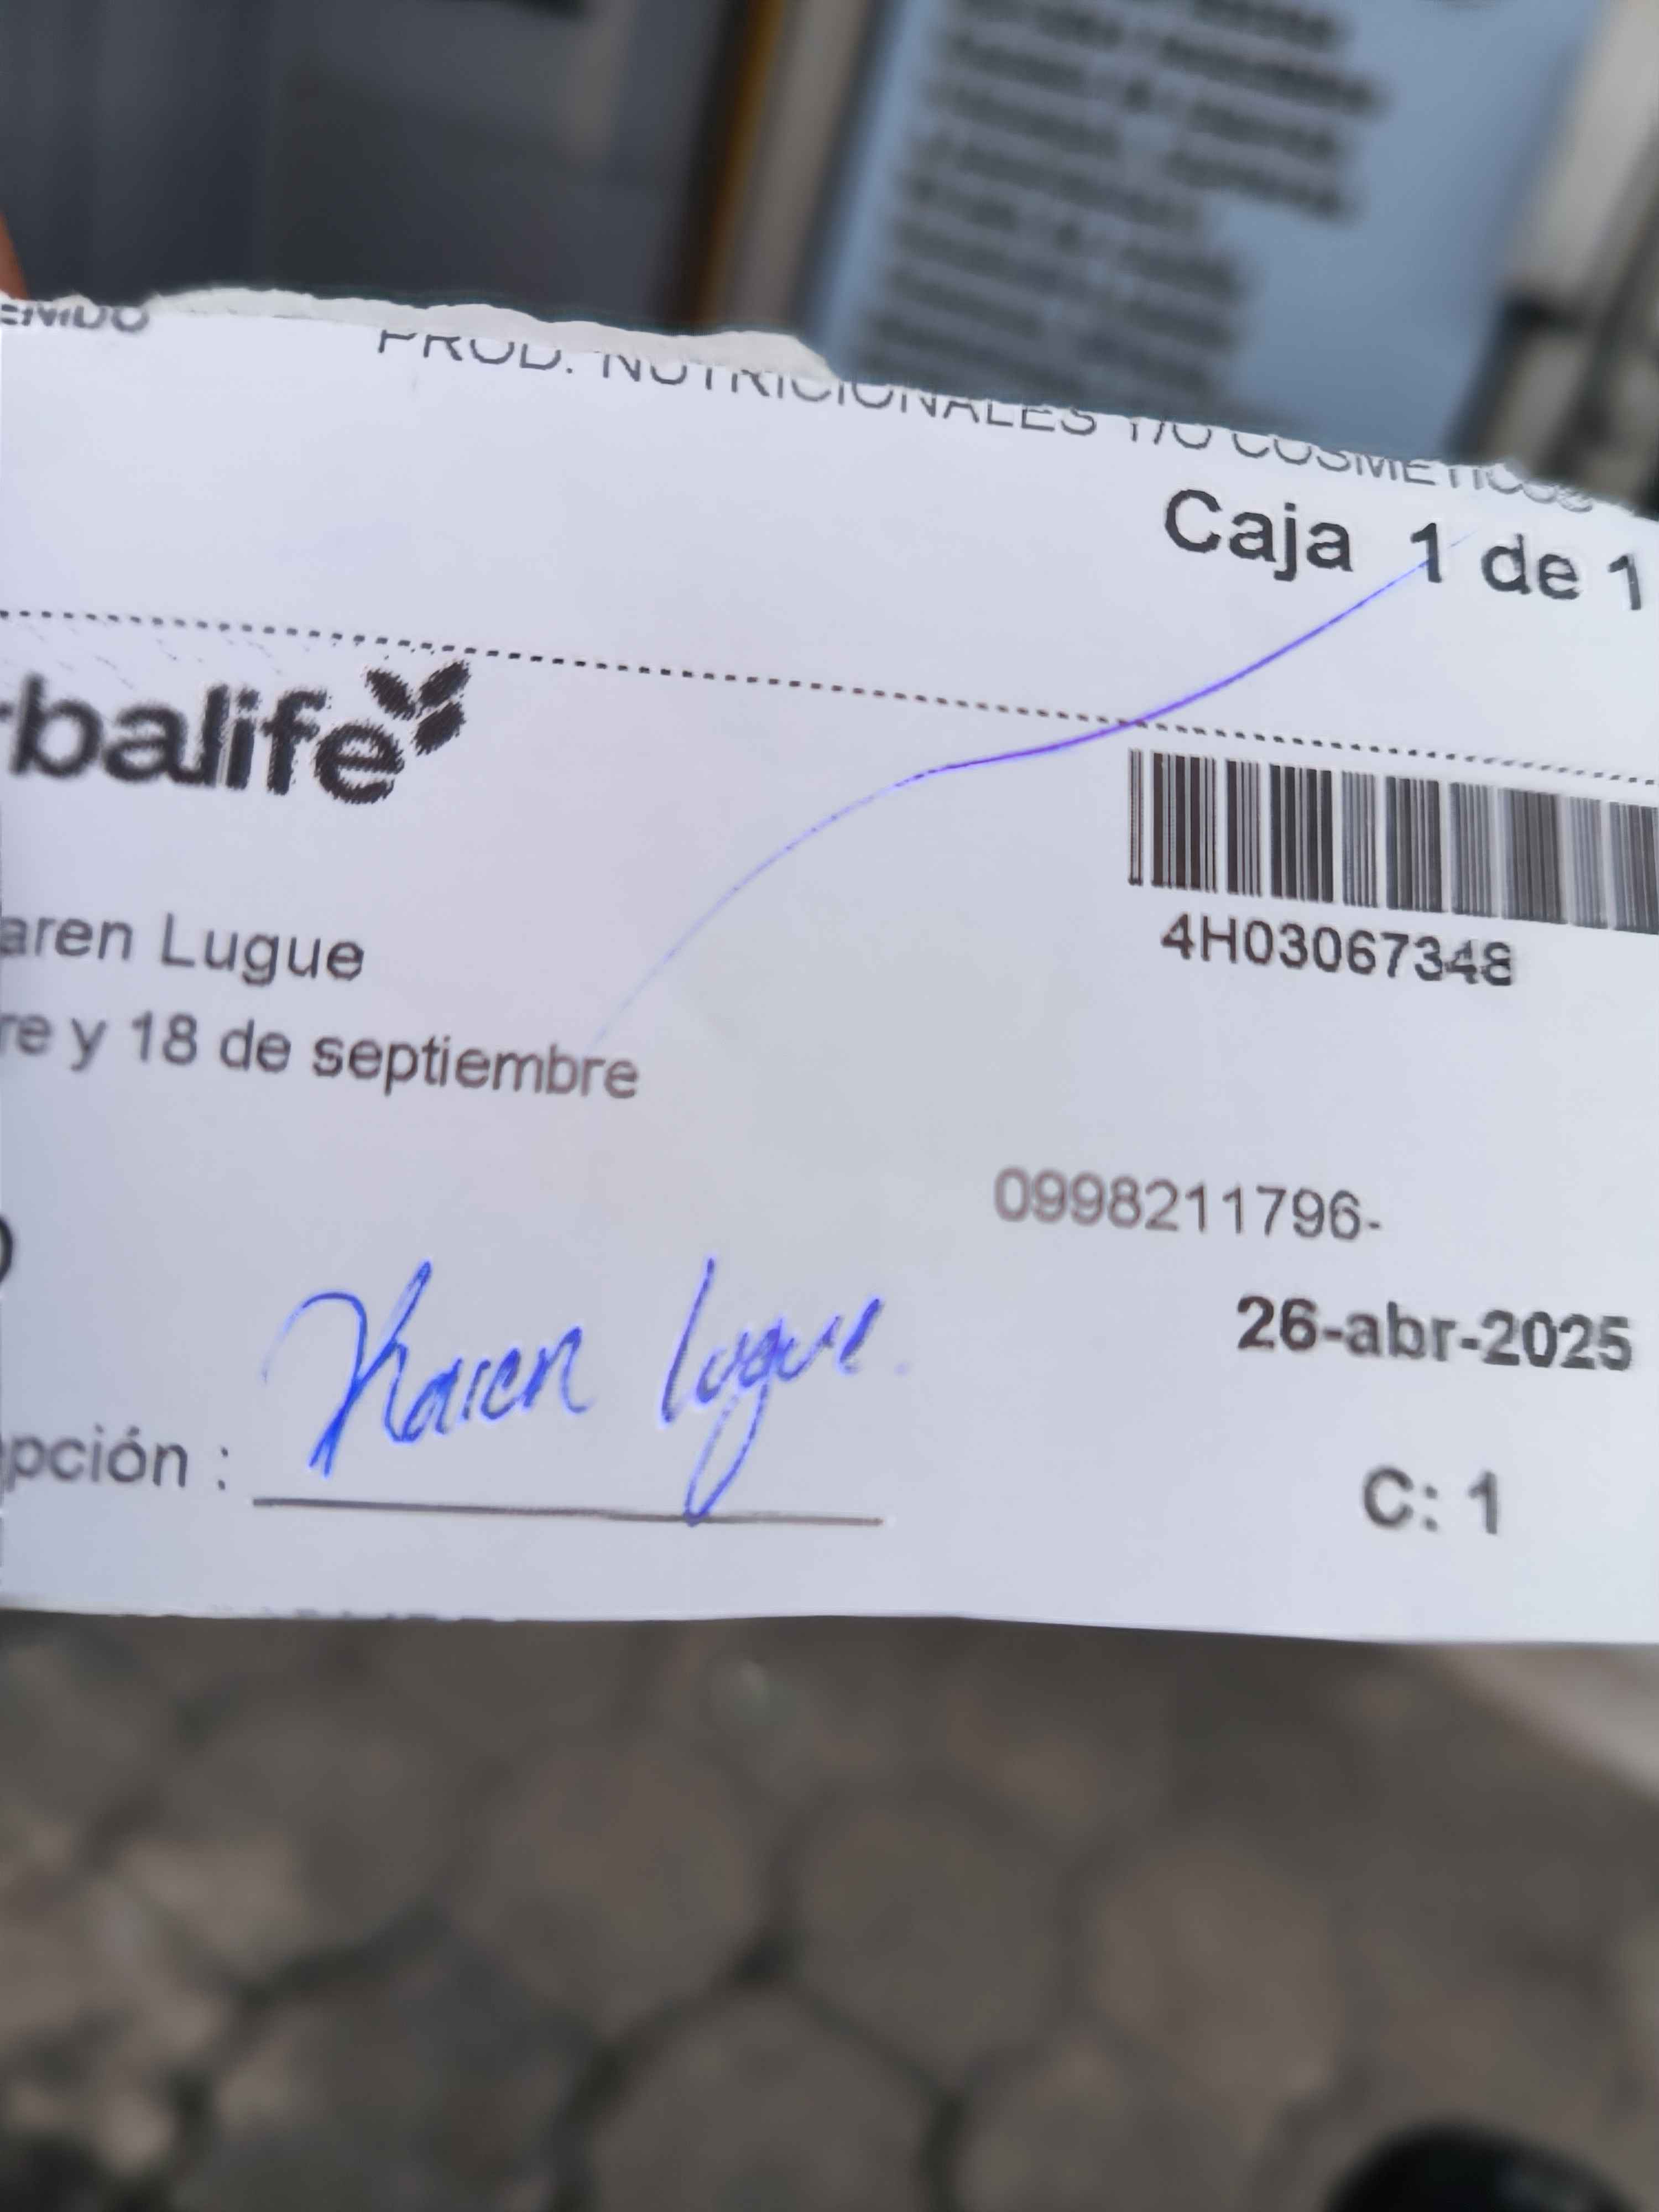 ENIDO PROD. NUTRICIONALES Y/O COSMETICOS
Caja 1 de 1
rbalife
4H03067348
aren Lugue
re y 18 de septiembre
0998211796-
26-abr-2025
pción : Karen Lugue.
C: 1